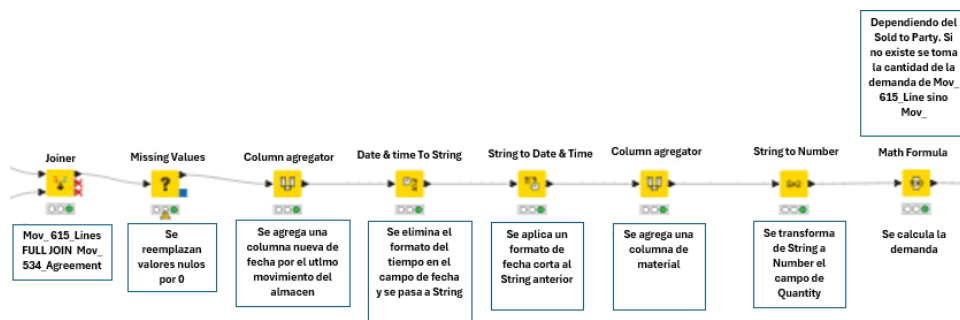 Dependiendo del
Sold to Party. Si
no existe se toma
la cantidad de la
demanda de Mov_
615_Line sino
Mov_
Joiner
Missing Values
Column agregator
Date & time To String
String to Date & Time
Column agregator
String to Number
Math Formula
Mov_615_Lines
FULL JOIN Mov_
534_Agreement
Se
reemplazan
valores nulos
por 0
Se agrega una
columna nueva de
fecha por el utlmo
movimiento del
almacen
Se elimina el
formato del
tiempo en el
campo de fecha
y se pasa a String
Se aplica un
formato de
fecha corta al
String anterior
Se agrega una
columna de
material
Se transforma
de String a
Number el
campo de
Quantity
Se calcula la
demanda